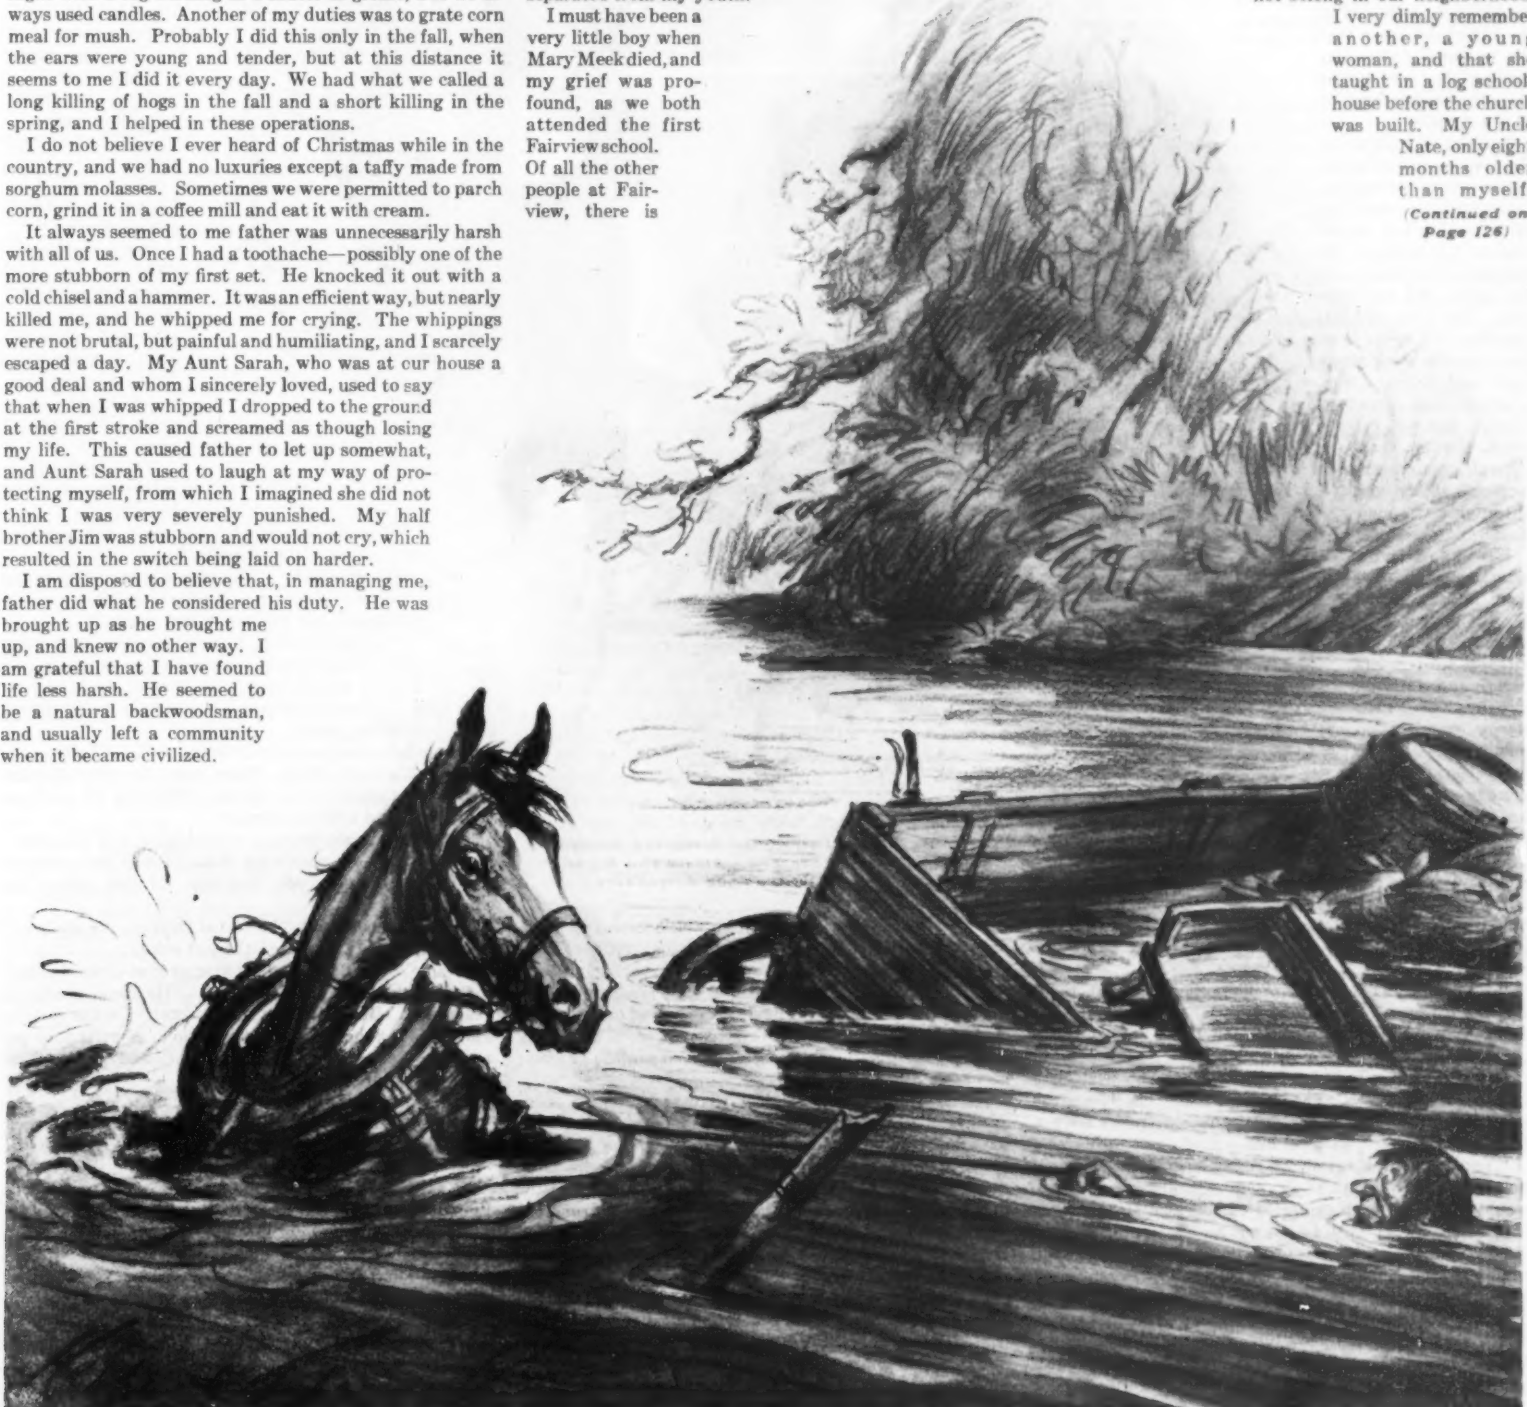 ways used candles. Another of my duties was to grate corn
meal for mush. Probably I did this only in the fall, when
the ears were young and tender, but at this distance it
seems to me I did it every day. We had what we called a
long killing of hogs in the fall and a short killing in the
spring, and I helped in these operations.
I do not believe I ever heard of Christmas while in the
country, and we had no luxuries except a taffy made from
sorghum molasses. Sometimes we were permitted to parch
corn, grind it in a coffee mill and eat it with cream.
It always seemed to me father was unnecessarily harsh
with all of us. Once I had a toothache—possibly one of the
more stubborn of my first set. He knocked it out with a
cold chisel and a hammer. It was an efficient way, but nearly
killed me, and he whipped me for crying. The whippings
were not brutal, but painful and humiliating, and I scarcely
escaped a day. My Aunt Sarah, who was at our house a
good deal and whom I sincerely loved, used to say
that when I was whipped I dropped to the ground
at the first stroke and screamed as though losing
my life. This caused father to let up somewhat,
and Aunt Sarah used to laugh at my way of pro-
tecting myself, from which I imagined she did not
think I was very severely punished. My half
brother Jim was stubborn and would not cry, which
resulted in the switch being laid on harder.
I am disposed to believe that, in managing me,
father did what he considered his duty. He was
brought up as he brought me
up, and knew no other way. I
am grateful that I have found
life less harsh. He seemed to
be a natural backwoodsman,
and usually left a community
when it became civilized.
I must have been a
very little boy when
Mary Meek died, and
my grief was pro-
found, as we both
attended the first
Fairview school.
Of all the other
people at Fair-
view, there is
I very dimly remembe
another, a youn
woman, and that sh
taught in a log school
house before the churc
was built. My Uncl
Nate, only eigh
months olde
than myself
(Continued on
Page 126)